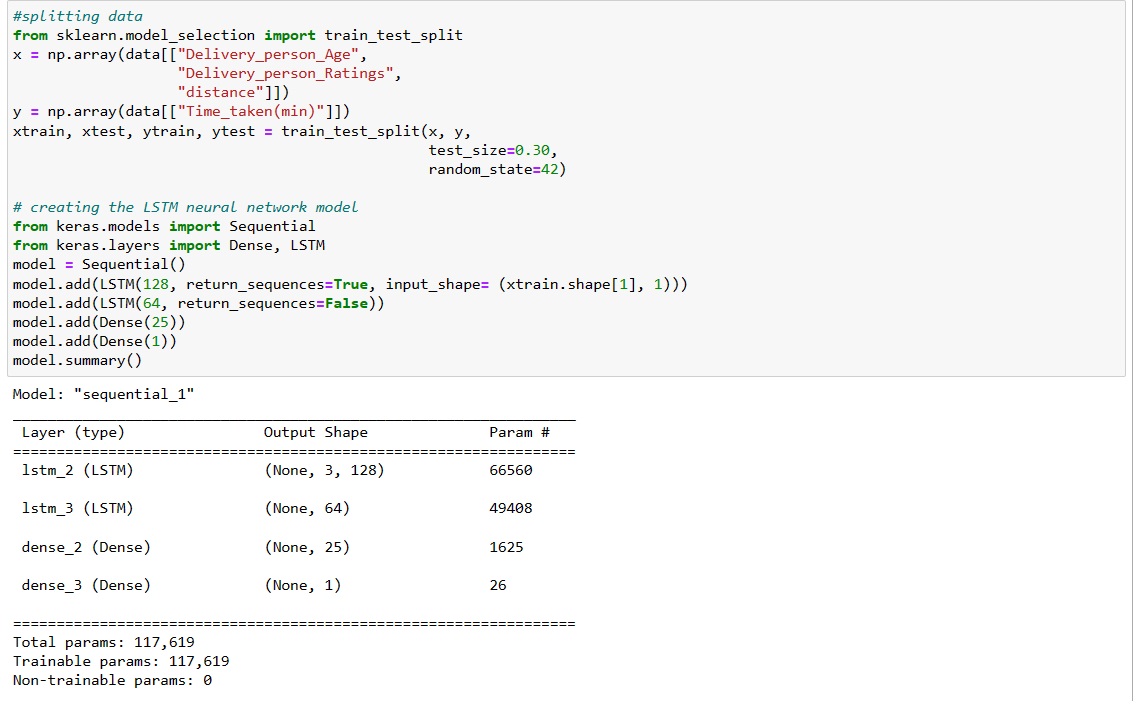 #splitting data
from sklearn.model_selection import train_test_split
x = np.array(data[["Delivery_person_Age",
"Delivery_person_Ratings",
"distance"]])
y = np.array(data[["Time_taken(min)"]])
xtrain, xtest, ytrain, ytest = train_test_split(x, y,
test_size=0.30,
random_state=42)
# creating the LSTM neural network model
from keras.models import Sequential
from keras.layers import Dense, LSTM
model = Sequential()
model.add(LSTM(128, return_sequences=True, input_shape= (xtrain.shape[1], 1)))
model.add(LSTM(64, return_sequences=False))
model.add(Dense(25))
model.add(Dense(1))
model.summary()
Model: "sequential_1"
Layer (type) Output Shape Param #
lstm_2 (LSTM) (None, 3, 128) 66560
lstm_3 (LSTM) (None, 64) 49408
dense_2 (Dense) (None, 25) 1625
dense_3 (Dense) (None, 1) 26
Total params: 117,619
Trainable params: 117,619
Non-trainable params: 0